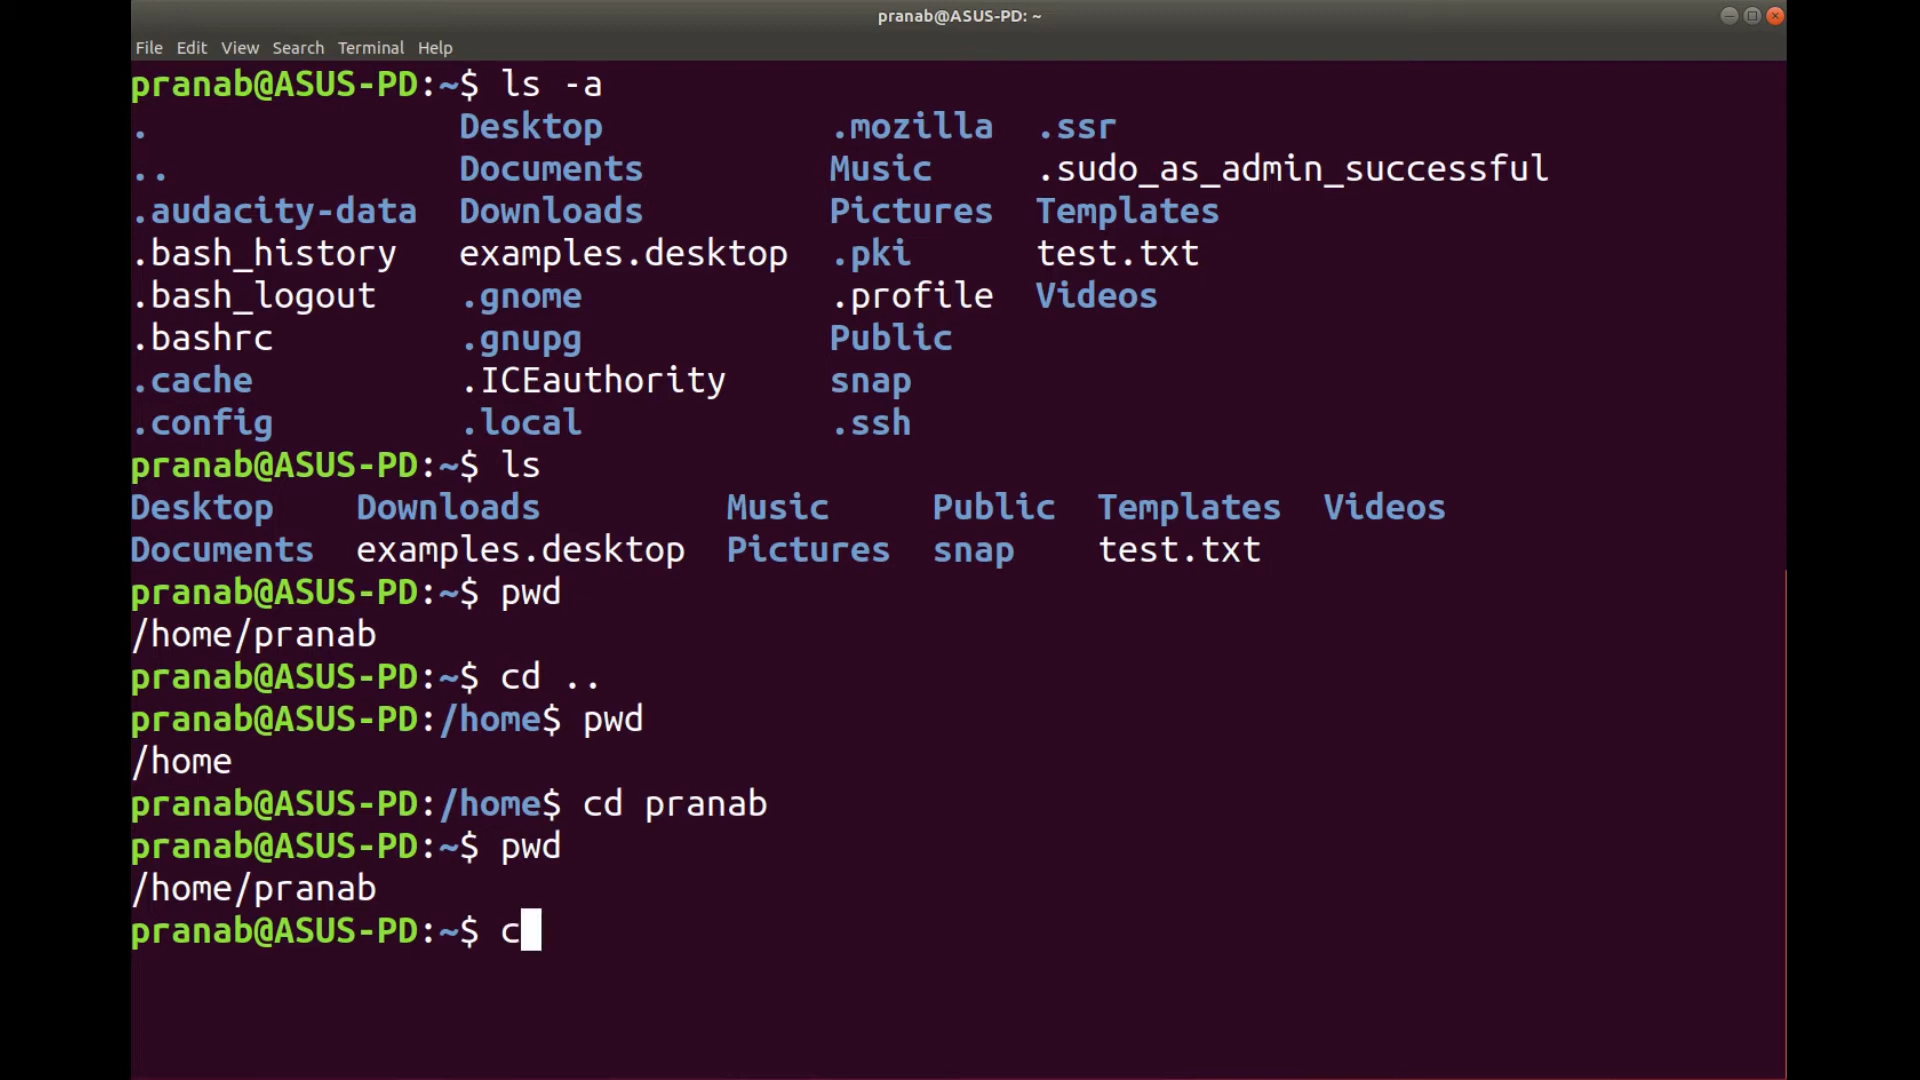 pranab@ASUS-PD: ~
File Edit View Search Terminal Help
pranab@ASUS-PD:~$ ls -a
. Desktop .mozilla .ssr
.. Documents Music .sudo_as_admin_successful
.audacity-data Downloads Pictures Templates
.bash_history examples.desktop .pki test.txt
.bash_logout .gnome .profile Videos
.bashrc .gnupg Public
.cache .ICEauthority snap
.config .local .ssh
pranab@ASUS-PD:~$ ls
Desktop Downloads Music Public Templates Videos
Documents examples.desktop Pictures snap test.txt
pranab@ASUS-PD:~$ pwd
/home/pranab
pranab@ASUS-PD:~$ cd ..
pranab@ASUS-PD:/home$ pwd
/home
pranab@ASUS-PD:/home$ cd pranab
pranab@ASUS-PD:~$ pwd
/home/pranab
pranab@ASUS-PD:~$ c